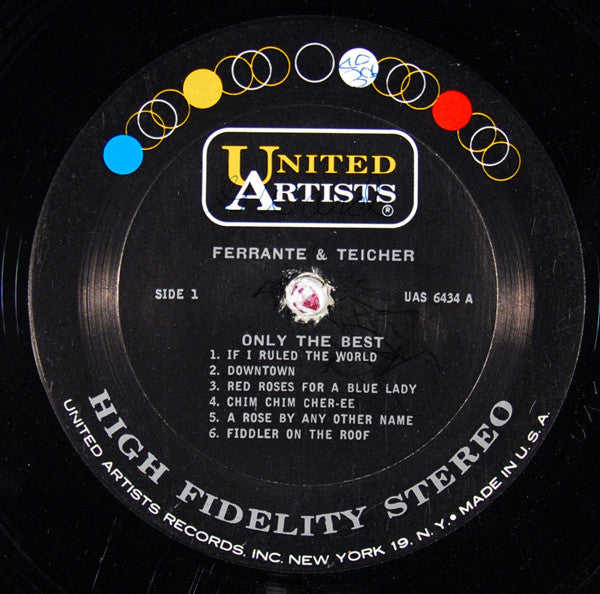 UNITED
ARTISTS ®
FERRANTE & TEICHER
SIDE 1
UAS 6434 A
ONLY THE BEST
1. IF I RULED THE WORLD
2. DOWNTOWN
3. RED ROSES FOR A BLUE LADY
4. CHIM CHIM CHER-EE
5. A ROSE BY ANY OTHER NAME
6. FIDDLER ON THE ROOF
HIGH FIDELITY STEREO
UNITED ARTISTS RECORDS, INC. NEW YORK 19, N.Y. • MADE IN U.S.A.